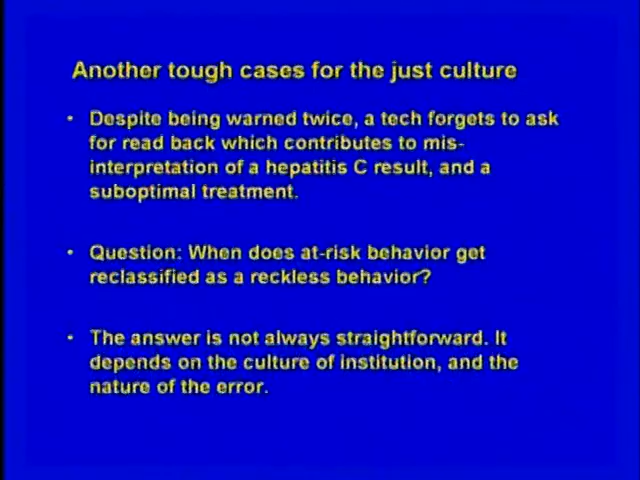 Another tough cases for the just culture
• Despite being warned twice, a tech forgets to ask
for read back which contributes to mis-
interpretation of a hepatitis C result, and a
suboptimal treatment.
• Question: When does at-risk behavior get
reclassified as a reckless behavior?
• The answer is not always straightforward. It
depends on the culture of institution, and the
nature of the error.